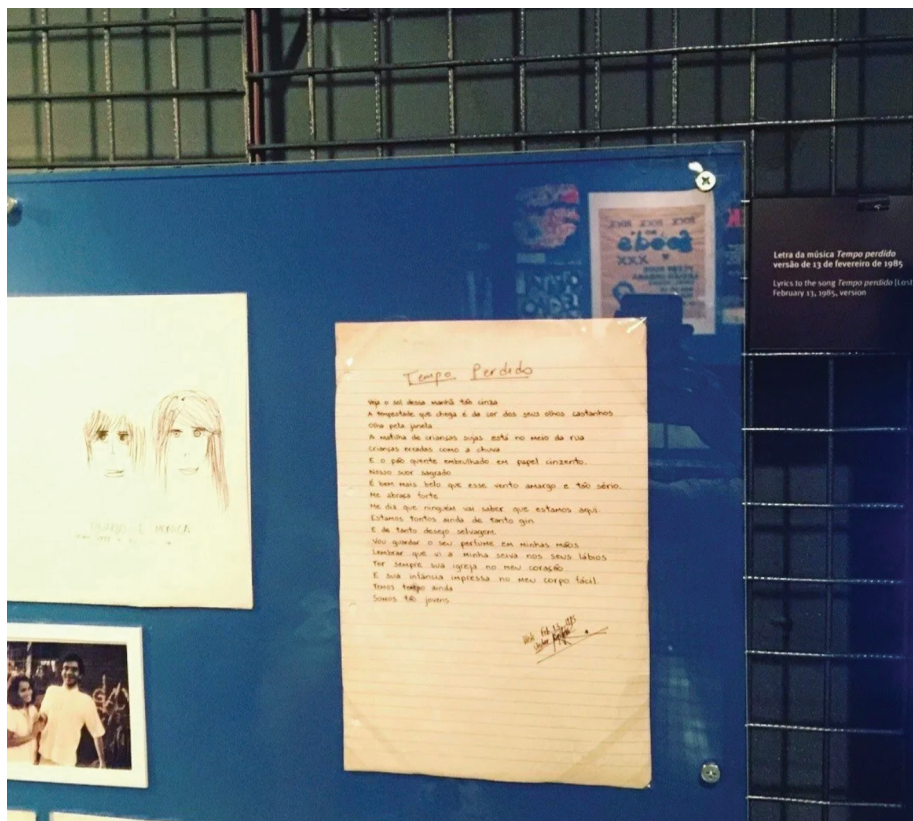 Letra da música Tempo perdido
versão de 13 de fevereiro de 1985
Lyrics to the song Tempo perdido [Lost
February 13, 1985, version
Tempo Perdido
Veja o sol dessa manhã tão cinza
A tempestade que chega é da cor dos seus olhos castanhos
Olha pela janela
A matilha de crianças sujas está no meio da rua
Crianças erradas como a chuva
E o pão quente embrulhado em papel cinzento.
Nosso suor sagrado
É bem mais belo que esse vento amargo e tão sério.
Me abraça forte
Me diz que ninguém vai saber que estamos aqui.
Estamos tontos ainda de tanto gin
E de tanto desejo selvagem.
Vou guardar o seu perfume em minhas mãos
Lembrar que vi a minha seiva nos seus lábios
Ter sempre sua igreja no meu coração
E sua infância impressa no meu corpo fácil.
Temos tempo ainda
Somos tão jovens
Feb
MONICA